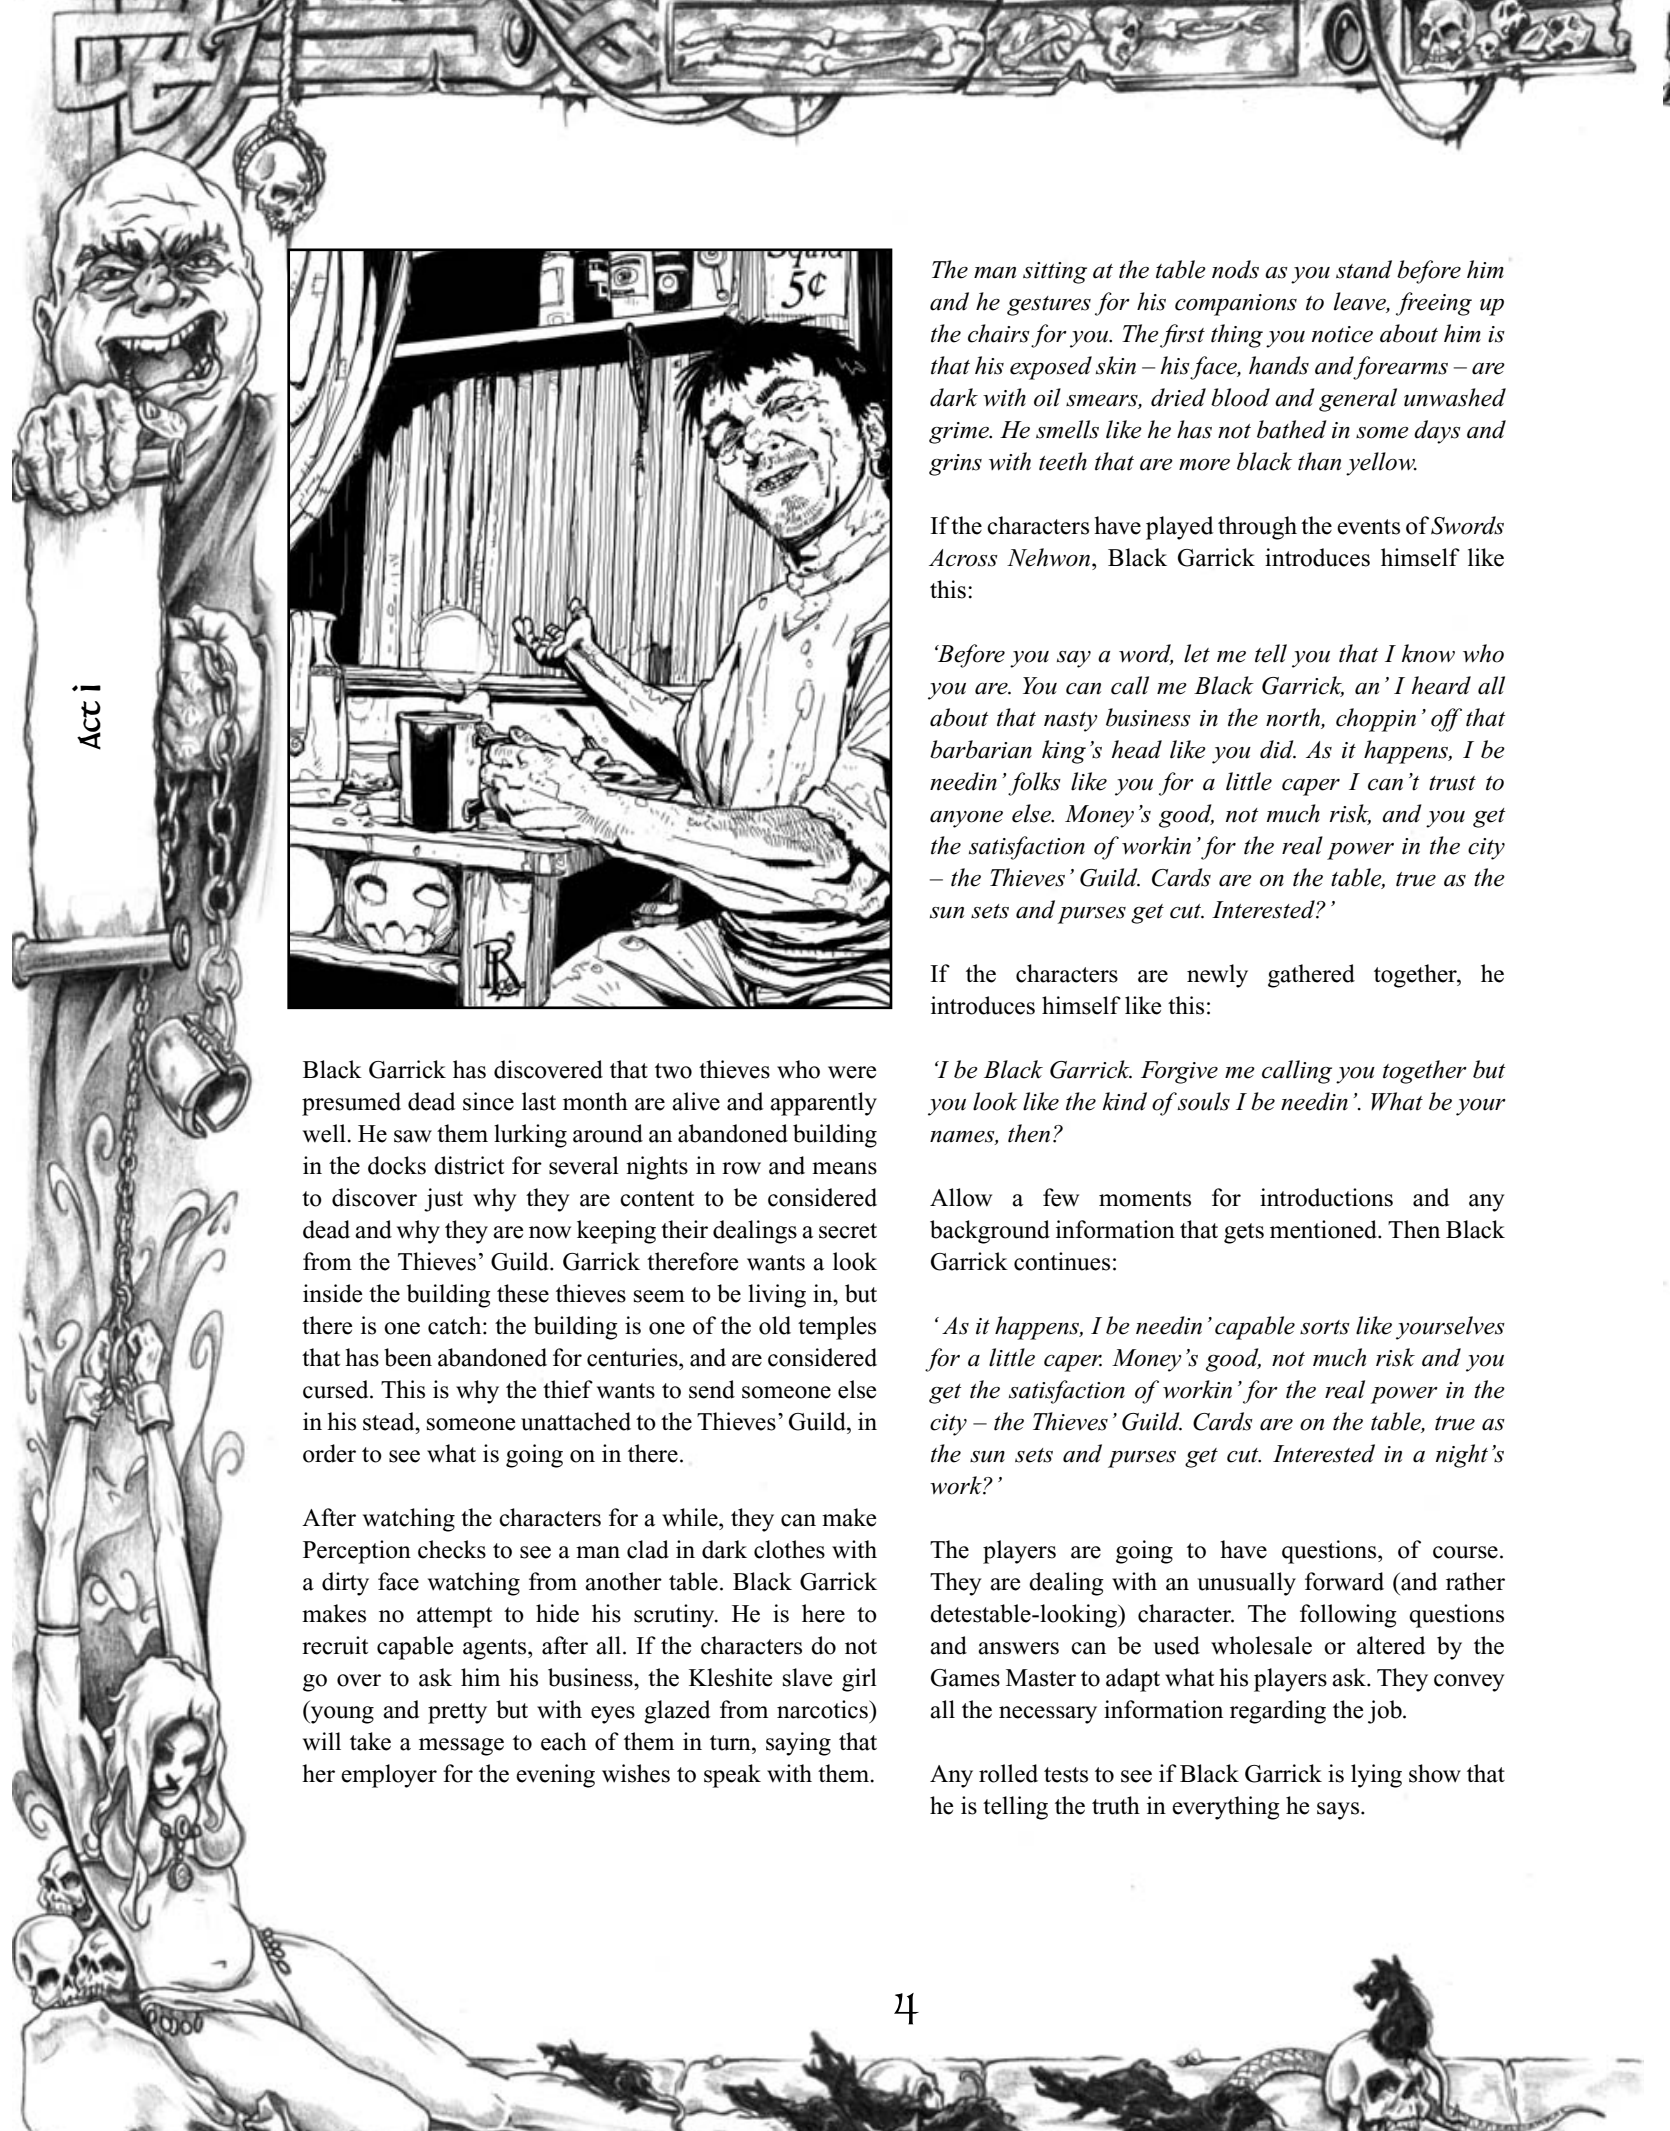 Act i
5¢
Black Garrick has discovered that two thieves who were
presumed dead since last month are alive and apparently
well. He saw them lurking around an abandoned building
in the docks district for several nights in row and means
to discover just why they are content to be considered
dead and why they are now keeping their dealings a secret
from the Thieves’ Guild. Garrick therefore wants a look
inside the building these thieves seem to be living in, but
there is one catch: the building is one of the old temples
that has been abandoned for centuries, and are considered
cursed. This is why the thief wants to send someone else
in his stead, someone unattached to the Thieves’ Guild, in
order to see what is going on in there.
After watching the characters for a while, they can make
Perception checks to see a man clad in dark clothes with
a dirty face watching from another table. Black Garrick
makes no attempt to hide his scrutiny. He is here to
recruit capable agents, after all. If the characters do not
go over to ask him his business, the Kleshite slave girl
(young and pretty but with eyes glazed from narcotics)
will take a message to each of them in turn, saying that
her employer for the evening wishes to speak with them.
The man sitting at the table nods as you stand before him
and he gestures for his companions to leave, freeing up
the chairs for you. The first thing you notice about him is
that his exposed skin – his face, hands and forearms – are
dark with oil smears, dried blood and general unwashed
grime. He smells like he has not bathed in some days and
grins with teeth that are more black than yellow.
If the characters have played through the events of Swords
Across Nehwon, Black Garrick introduces himself like
this:
‘Before you say a word, let me tell you that I know who
you are. You can call me Black Garrick, an’ I heard all
about that nasty business in the north, choppin’ off that
barbarian king’s head like you did. As it happens, I be
needin’ folks like you for a little caper I can’t trust to
anyone else. Money’s good, not much risk, and you get
the satisfaction of workin’ for the real power in the city
– the Thieves’ Guild. Cards are on the table, true as the
sun sets and purses get cut. Interested?’
If the characters are newly gathered together, he
introduces himself like this:
‘I be Black Garrick. Forgive me calling you together but
you look like the kind of souls I be needin’. What be your
names, then?
Allow a few moments for introductions and any
background information that gets mentioned. Then Black
Garrick continues:
‘ As it happens, I be needin’ capable sorts like yourselves
for a little caper. Money’s good, not much risk and you
get the satisfaction of workin’ for the real power in the
city – the Thieves’ Guild. Cards are on the table, true as
the sun sets and purses get cut. Interested in a night’s
work?’
The players are going to have questions, of course.
They are dealing with an unusually forward (and rather
detestable-looking) character. The following questions
and answers can be used wholesale or altered by the
Games Master to adapt what his players ask. They convey
all the necessary information regarding the job.
Any rolled tests to see if Black Garrick is lying show that
he is telling the truth in everything he says.
4